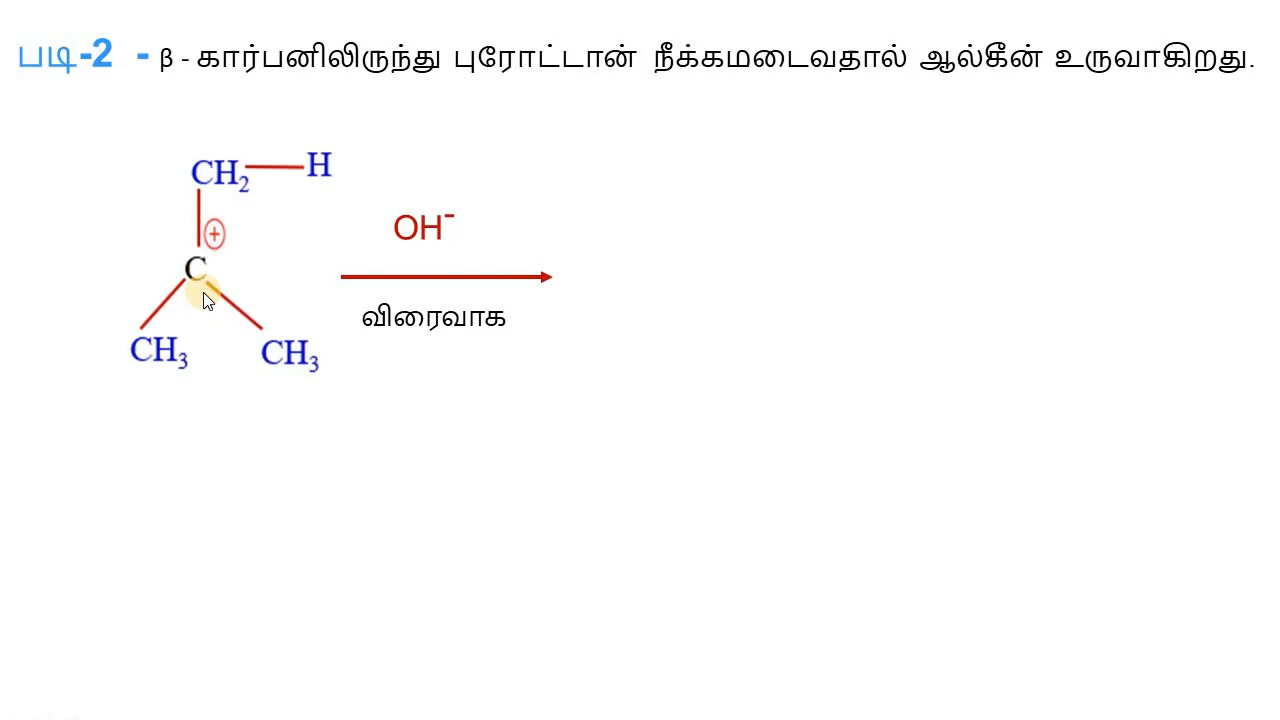 படி-2 - β - கார்பனிலிருந்து புரோட்டான் நீக்கமடைவதால் ஆல்கீன் உருவாகிறது.
CH₂ H
⊕
C
CH₃ CH₃
OH⁻
விரைவாக